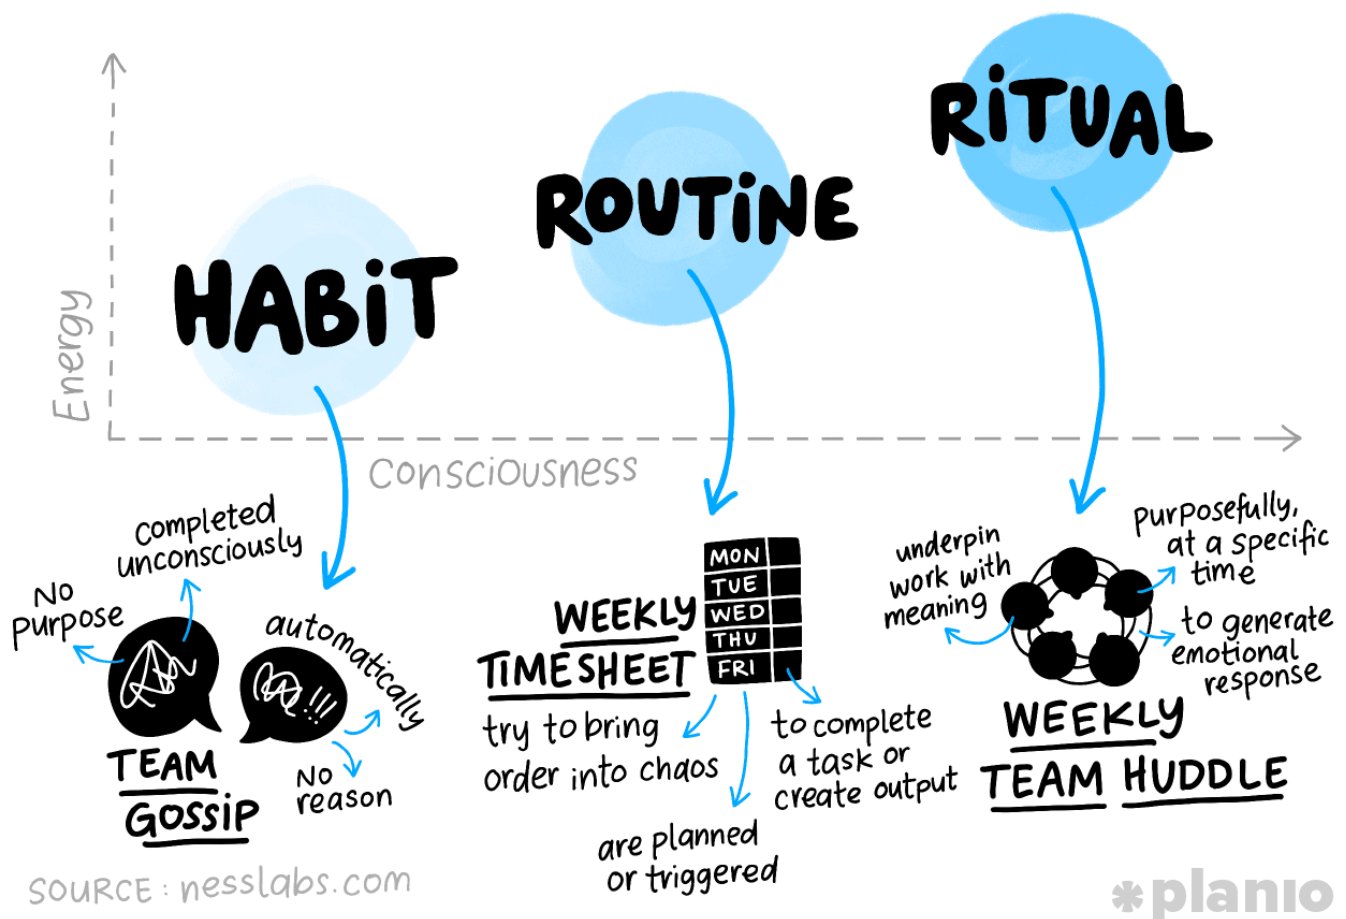 RiTUAL
ROUTiNE
HABiT
Energy
Consciousness
completed
unconsciously
No
purpose
automatically
No
reason
TEAM
GOSSIP
MON
TUE
WED
THU
FRI
WEEKLY
TIMESHEET
try to bring
order into chaos
to complete
a task or
create output
are planned
or triggered
underpin
work with
meaning
purposefully,
at a specific
time
to generate
emotional
response
WEEKLY
TEAM HUDDLE
SOURCE: nesslabs.com
planio